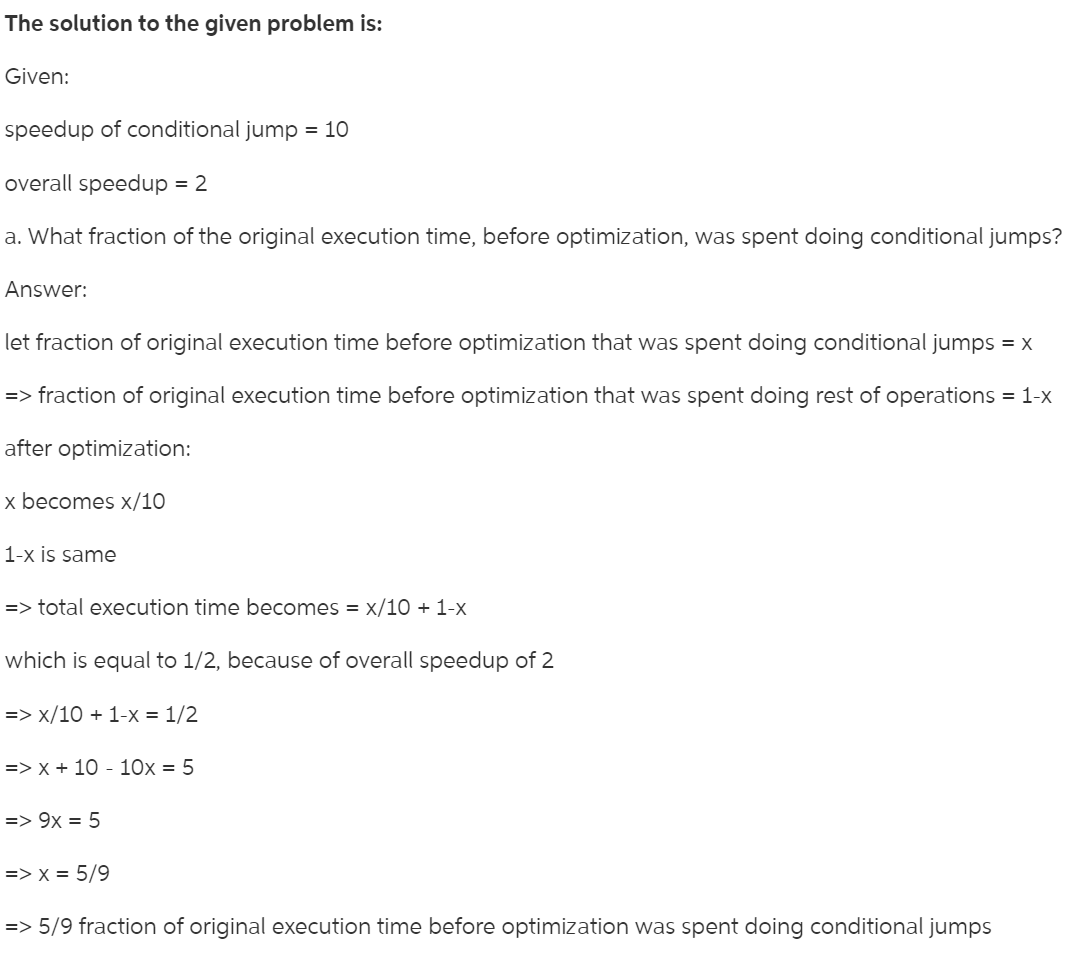 The solution to the given problem is:
Given:
speedup of conditional jump = 10
overall speedup = 2
a. What fraction of the original execution time, before optimization, was spent doing conditional jumps?
Answer:
let fraction of original execution time before optimization that was spent doing conditional jumps = x
=> fraction of original execution time before optimization that was spent doing rest of operations = 1-x
after optimization:
x becomes x/10
1-x is same
=> total execution time becomes = x/10 + 1-x
which is equal to 1/2, because of overall speedup of 2
=> x/10 + 1-x = 1/2
=> x + 10 - 10x = 5
=> 9x = 5
=> x = 5/9
=> 5/9 fraction of original execution time before optimization was spent doing conditional jumps